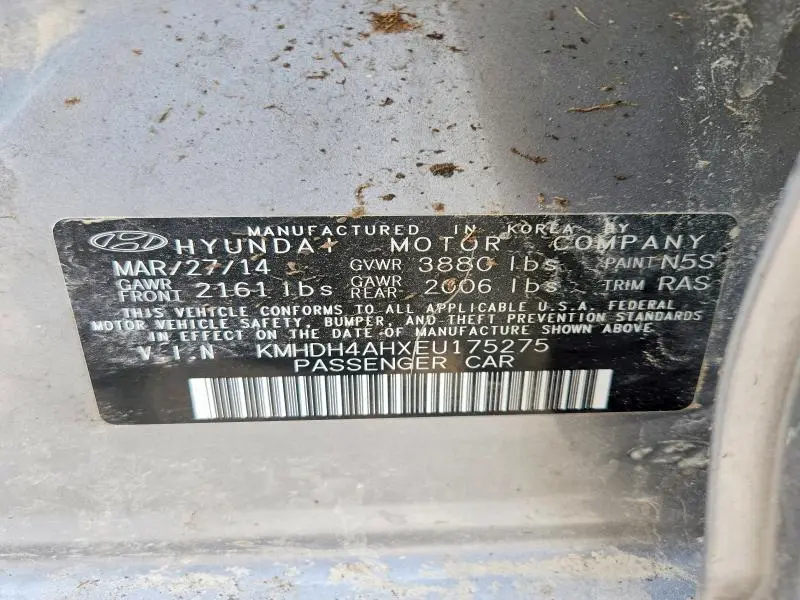 MANUFACTURED IN KOREA BY
HYUNDAI MOTOR COMPANY
MAR/27/14 GVWR 3880 lbs PAINT N5S
GAWR FRONT 2161 lbs GAWR REAR 2006 lbs TRIM RAS
THIS VEHICLE CONFORMS TO ALL APPLICABLE U.S.A. FEDERAL
MOTOR VEHICLE SAFETY, BUMPER, AND THEFT PREVENTION STANDARDS
IN EFFECT ON THE DATE OF MANUFACTURE SHOWN ABOVE.
VIN KMHDH4AHXEU175275
PASSENGER CAR